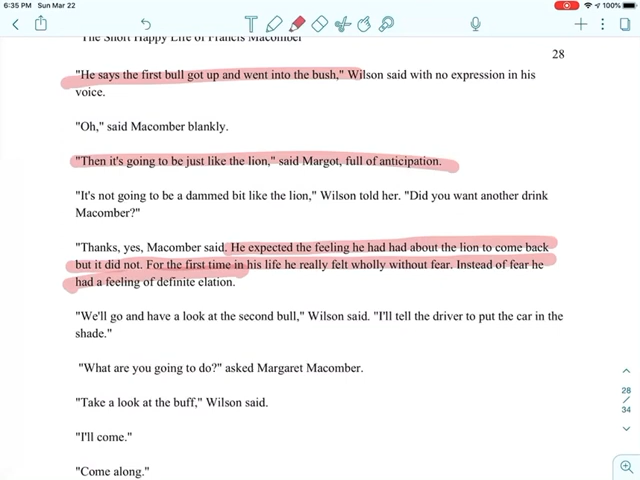 6:35 PM Sun Mar 22
100%
The Short Happy Life of Francis Macomber
28
"He says the first bull got up and went into the bush," Wilson said with no expression in his
voice.
"Oh," said Macomber blankly.
"Then it's going to be just like the lion," said Margot, full of anticipation.
"It's not going to be a dammed bit like the lion," Wilson told her. "Did you want another drink
Macomber?"
"Thanks, yes, Macomber said. He expected the feeling he had had about the lion to come back
but it did not. For the first time in his life he really felt wholly without fear. Instead of fear he
had a feeling of definite elation.
"We'll go and have a look at the second bull," Wilson said. "I'll tell the driver to put the car in the
shade."
"What are you going to do?" asked Margaret Macomber.
"Take a look at the buff," Wilson said.
"I'll come."
"Come along."
28
/
34